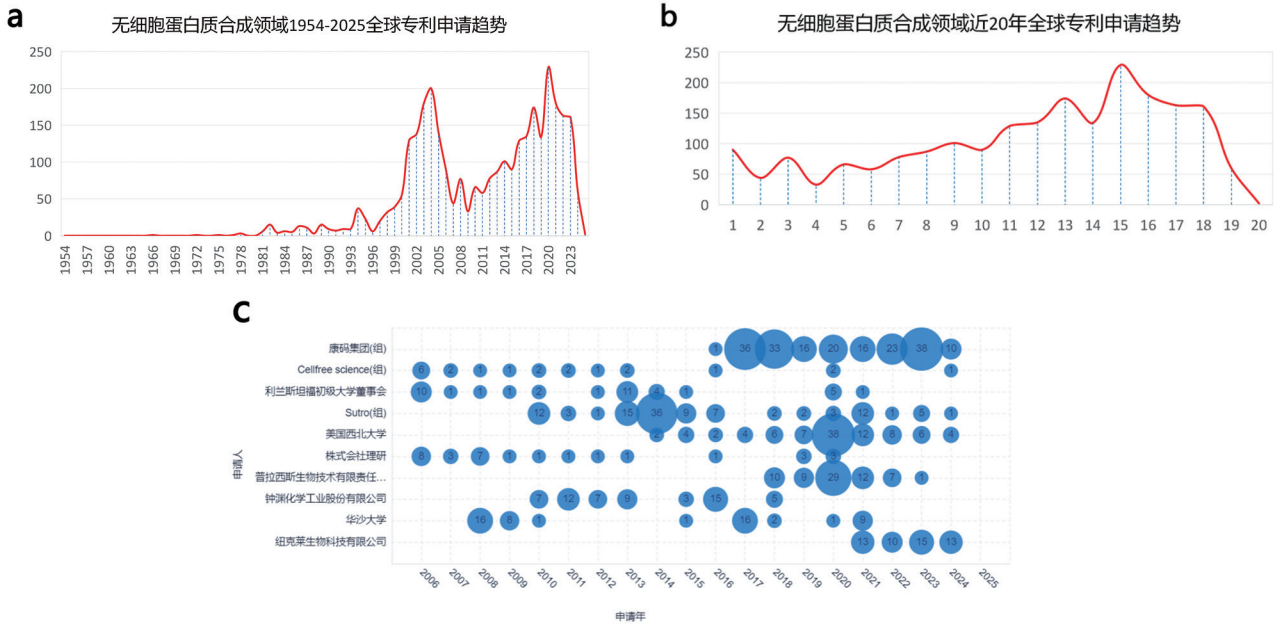 a
无细胞蛋白质合成领域1954-2025全球专利申请趋势
250
200
150
100
50
0
1954 1957 1960 1963 1966 1969 1972 1975 1978 1981 1984 1987 1990 1993 1996 1999 2002 2005 2008 2011 2014 2017 2020 2023
b
无细胞蛋白质合成领域近20年全球专利申请趋势
250
200
150
100
50
0
1 2 3 4 5 6 7 8 9 10 11 12 13 14 15 16 17 18 19 20
C
申请人
康码集团(组) 1 36 33 16 20 16 23 38 10
Cellfree science(组) 6 2 1 1 2 2 1 2 1 2 1
利兰斯坦福初级大学董事会 10 1 1 1 2 1 11 4 1 5 1
Sutro(组) 12 3 1 15 36 9 7 2 2 3 12 1 5 1
美国西北大学 2 4 2 4 6 7 38 12 8 6 4
株式会社理研 8 3 7 1 1 1 1 1 1 3 3
普拉西斯生物技术有限责任... 10 9 29 12 7 1
钟渊化学工业股份有限公司 7 12 7 9 3 15 5
华沙大学 16 8 1 1 16 2 1 9
纽克莱生物科技有限公司 13 10 15 13
2006 2007 2008 2009 2010 2011 2012 2013 2014 2015 2016 2017 2018 2019 2020 2021 2022 2023 2024 2025
申请年